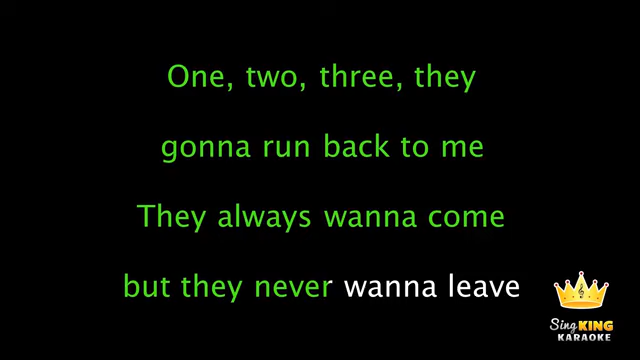 One, two, three, they
gonna run back to me
They always wanna come
but they never wanna leave
Sing KING
KARAOKE